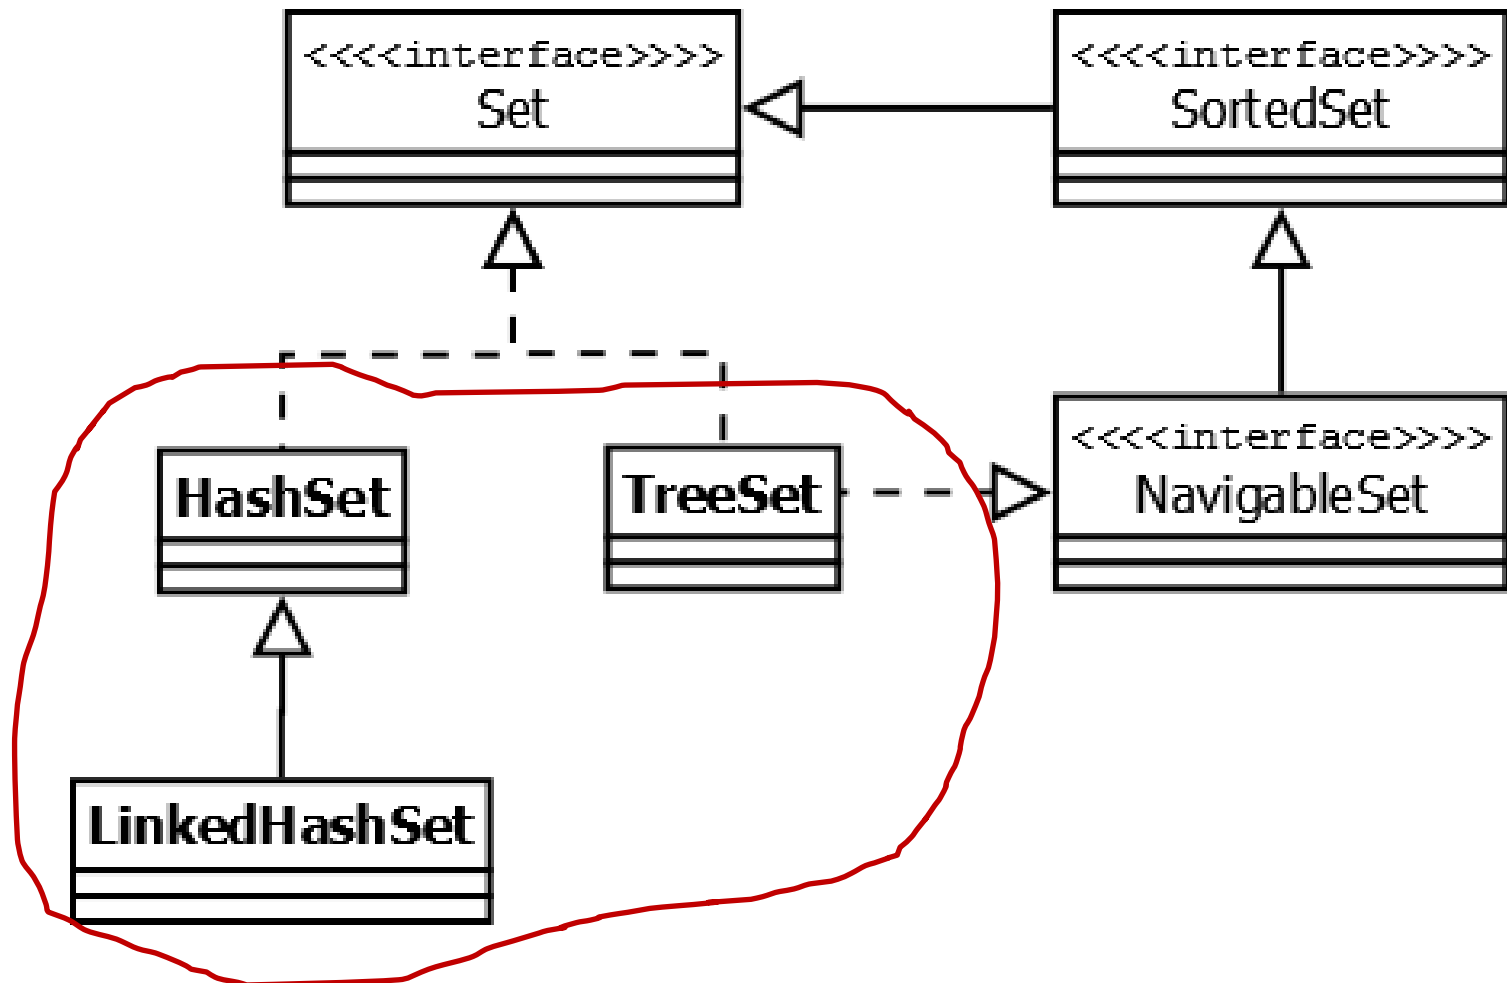 <<<<interface>>>>
Set
<<<<interface>>>>
SortedSet
HashSet
TreeSet
<<<<interface>>>>
NavigableSet
LinkedHashSet